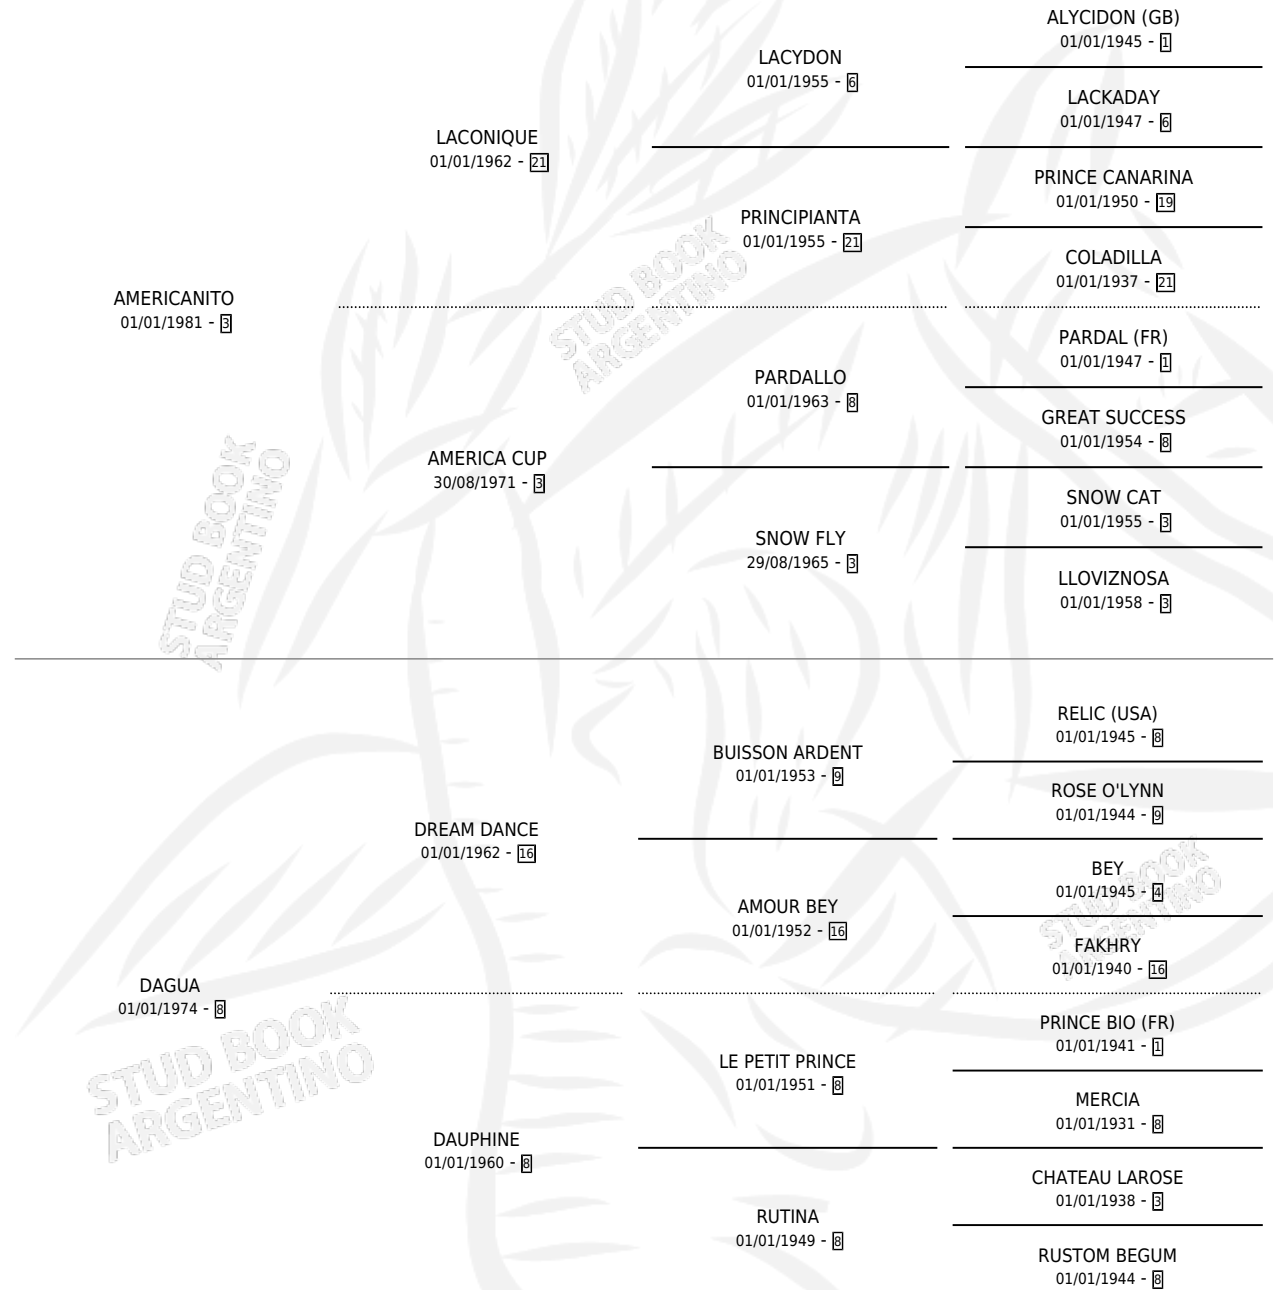 ALYCIDON (GB)
01/01/1945 - 1
LACYDON
01/01/1955 - 6
LACKADAY
01/01/1947 - 6
LACONIQUE
01/01/1962 - 21
PRINCE CANARINA
01/01/1950 - 19
PRINCIPIANTA
01/01/1955 - 21
COLADILLA
01/01/1937 - 21
AMERICANITO
01/01/1981 - 3
PARDAL (FR)
01/01/1947 - 1
PARDALLO
01/01/1963 - 8
GREAT SUCCESS
01/01/1954 - 8
AMERICA CUP
30/08/1971 - 3
SNOW CAT
01/01/1955 - 3
SNOW FLY
29/08/1965 - 3
LLOVIZNOSA
01/01/1958 - 3
RELIC (USA)
01/01/1945 - 8
BUISSON ARDENT
01/01/1953 - 9
ROSE O'LYNN
01/01/1944 - 9
DREAM DANCE
01/01/1962 - 16
BEY
01/01/1945 - 4
AMOUR BEY
01/01/1952 - 16
FAKHRY
01/01/1940 - 16
DAGUA
01/01/1974 - 8
PRINCE BIO (FR)
01/01/1941 - 1
LE PETIT PRINCE
01/01/1951 - 8
MERCIA
01/01/1931 - 8
DAUPHINE
01/01/1960 - 8
CHATEAU LAROSE
01/01/1938 - 3
RUTINA
01/01/1949 - 8
RUSTOM BEGUM
01/01/1944 - 8
STUD BOOK
ARGENTINO
STUD BOOK
ARGENTINO
STUD BOOK
ARGENTINO
STUD BOOK
ARGENTINO